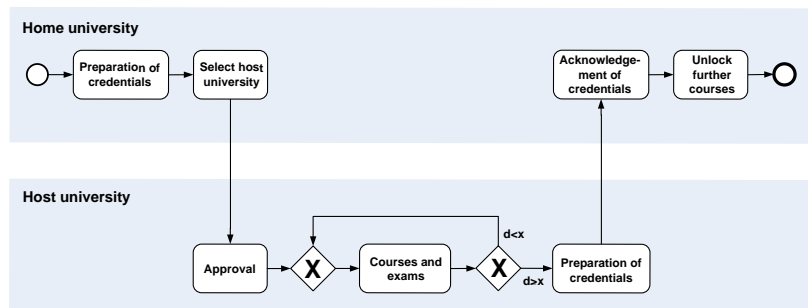 Home university
Preparation of
credentials
Select host
university
Acknowledge-
ment of
credentials
Unlock
further
courses
Host university
Approval
X
Courses and
exams
X
d<x
d>x
Preparation of
credentials